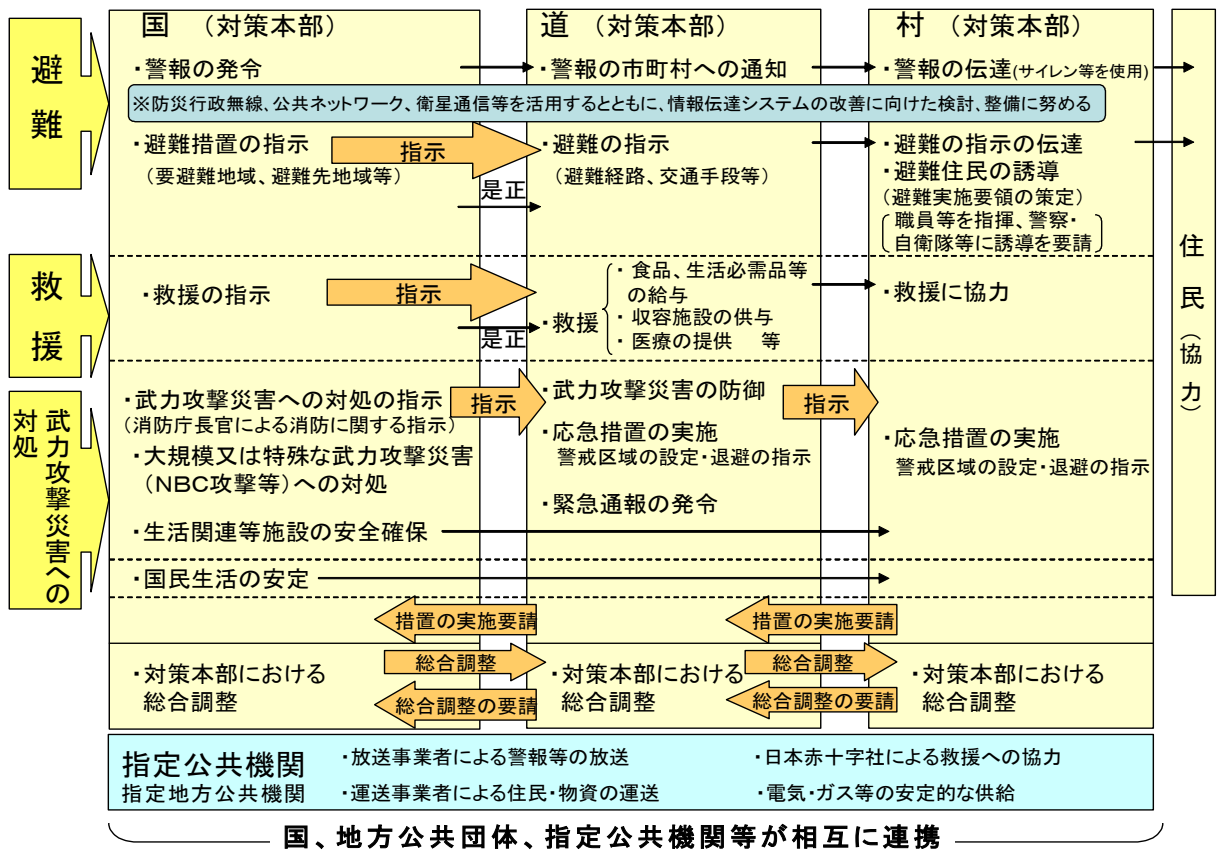 国 (対策本部)
道 (対策本部)
村 (対策本部)
避難
・警報の発令
・警報の市町村への通知
・警報の伝達(サイレン等を使用)
※防災行政無線、公共ネットワーク、衛星通信等を活用するとともに、情報伝達システムの改善に向けた検討、整備に努める
・避難措置の指示
(要避難地域、避難先地域等)
指示
是正
・避難の指示
(避難経路、交通手段等)
・避難の指示の伝達
・避難住民の誘導
(避難実施要領の策定)
職員等を指揮、警察・
自衛隊等に誘導を要請
住民(協力)
救援
・救援の指示
指示
是正
・救援
・食品、生活必需品等
の給与
・収容施設の供与
・医療の提供 等
・救援に協力
武力攻撃災害への
対処
・武力攻撃災害への対処の指示
(消防庁長官による消防に関する指示)
・大規模又は特殊な武力攻撃災害
(NBC攻撃等)への対処
・生活関連等施設の安全確保
指示
・武力攻撃災害の防御
・応急措置の実施
警戒区域の設定・退避の指示
・緊急通報の発令
指示
・応急措置の実施
警戒区域の設定・退避の指示
・国民生活の安定
措置の実施要請
措置の実施要請
・対策本部における
総合調整
総合調整
総合調整の要請
・対策本部における
総合調整
総合調整
総合調整の要請
・対策本部における
総合調整
指定公共機関
指定地方公共機関
・放送事業者による警報等の放送
・日本赤十字社による救援への協力
・運送事業者による住民・物資の運送
・電気・ガス等の安定的な供給
国、地方公共団体、指定公共機関等が相互に連携